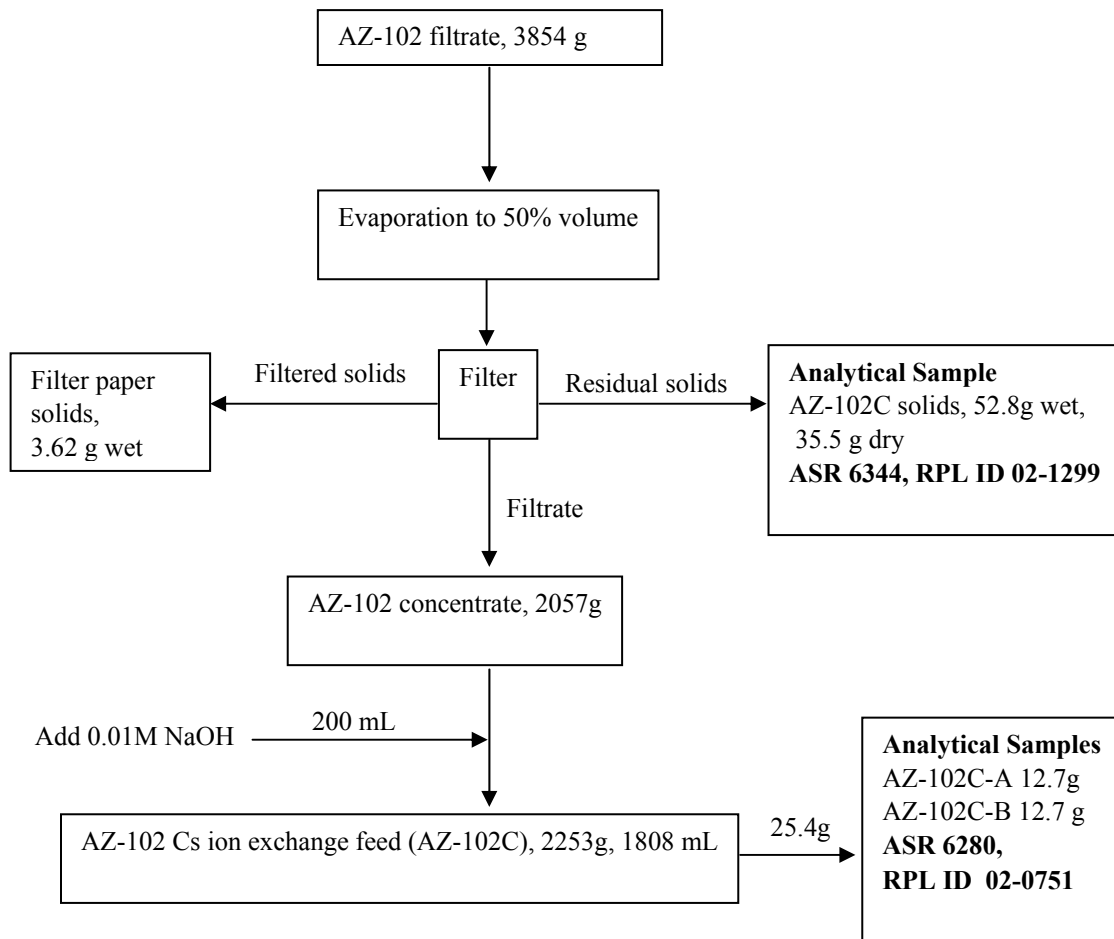 AZ-102 filtrate, 3854 g
Evaporation to 50% volume
Filter paper
solids,
3.62 g wet
Filtered solids
Filter
Residual solids
Analytical Sample
AZ-102C solids, 52.8g wet,
35.5 g dry
ASR 6344, RPL ID 02-1299
Filtrate
AZ-102 concentrate, 2057g
Add 0.01M NaOH
200 mL
AZ-102 Cs ion exchange feed (AZ-102C), 2253g, 1808 mL
25.4g
Analytical Samples
AZ-102C-A 12.7g
AZ-102C-B 12.7 g
ASR 6280,
RPL ID 02-0751